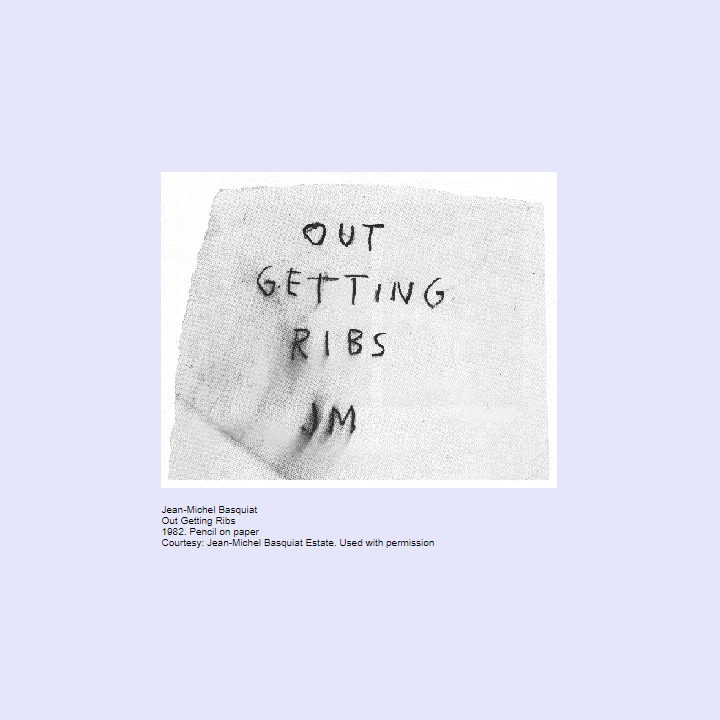 OUT
GETTING
RIBS
JM
Jean-Michel Basquiat
Out Getting Ribs
1982. Pencil on paper
Courtesy: Jean-Michel Basquiat Estate. Used with permission